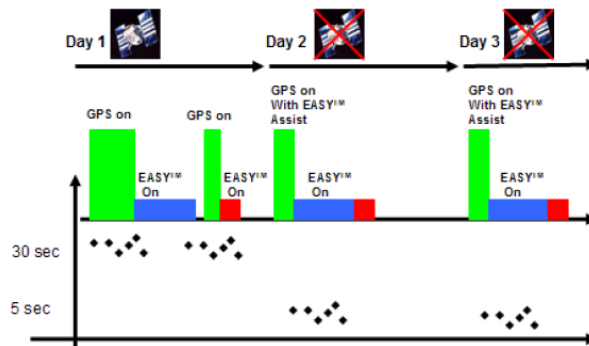 Day 1
Day 2
Day 3
GPS on
GPS on
GPS on
With EASY™
Assist
GPS on
With EASY™
Assist
EASY™
On
EASY™
On
EASY™
On
EASY™
On
30 sec
5 sec